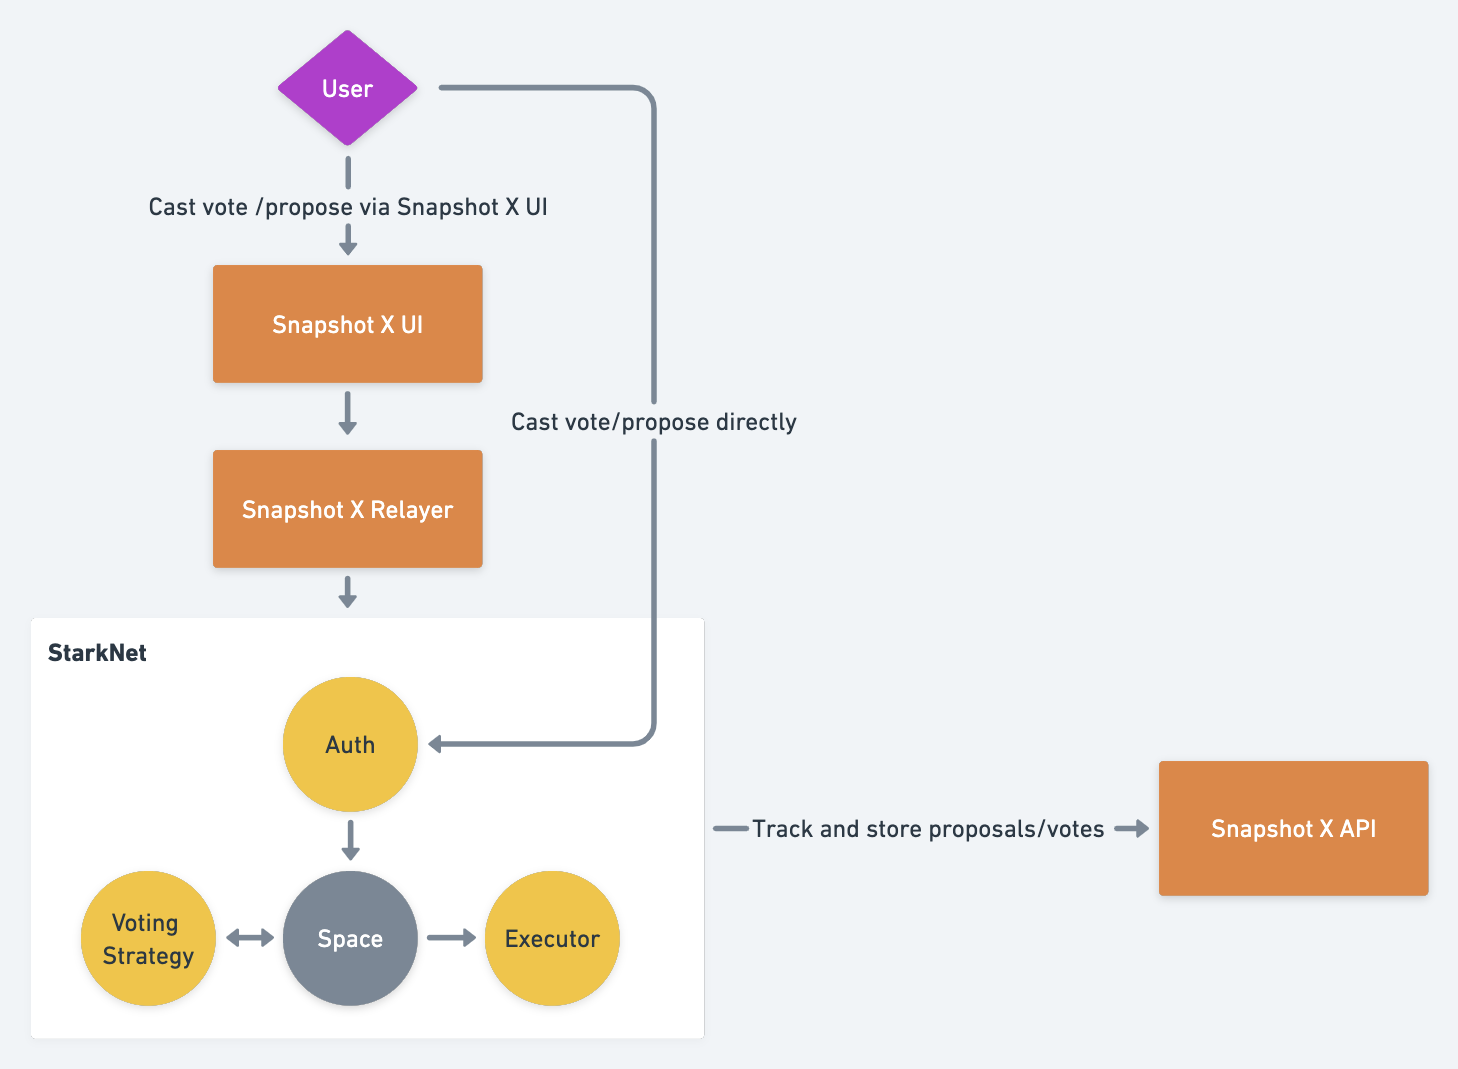 User
Cast vote /propose via Snapshot X UI
Snapshot X UI
Cast vote/propose directly
Snapshot X Relayer
StarkNet
Auth
Track and store proposals/votes
Snapshot X API
Voting
Strategy
Space
Executor